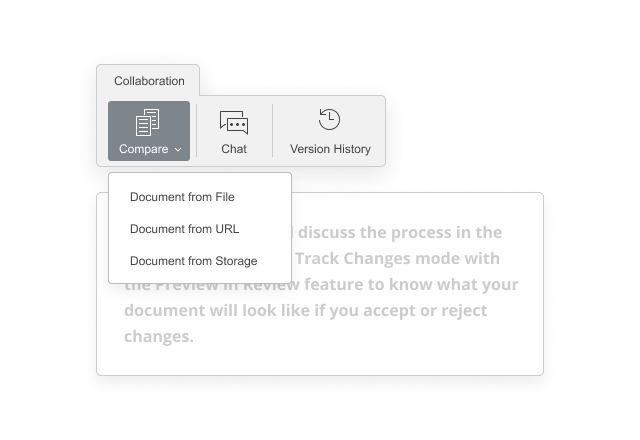 Collaboration
Compare
Chat
Version History
Document from File
Document from URL
Document from Storage
discuss the process in the
Track Changes mode with
the Preview in Review feature to know what your
document will look like if you accept or reject
changes.